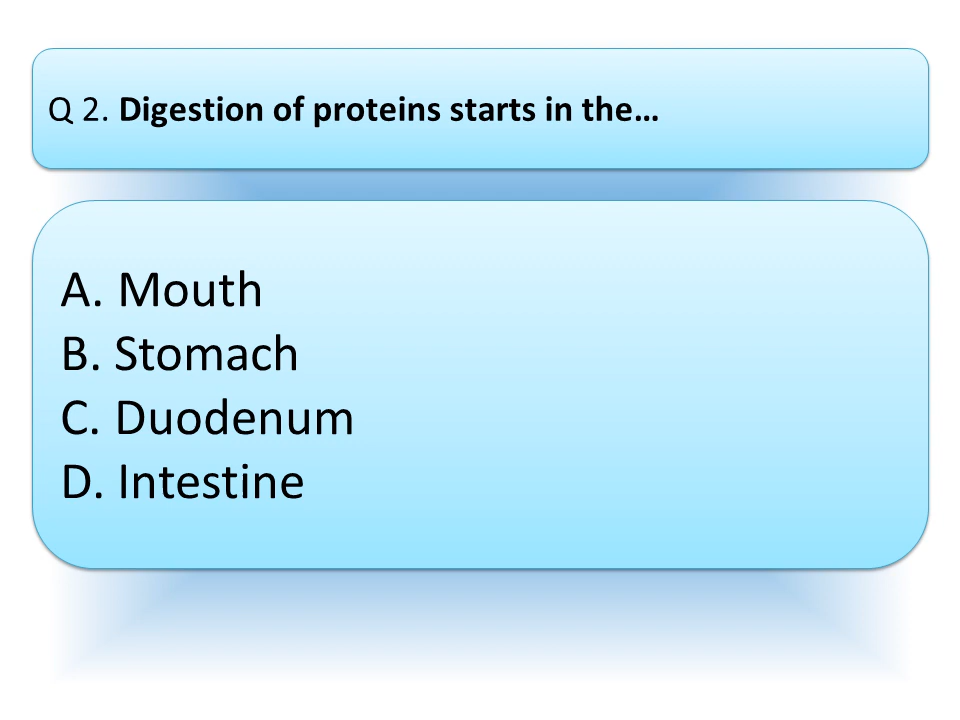 Q 2. Digestion of proteins starts in the…
A. Mouth
B. Stomach
C. Duodenum
D. Intestine